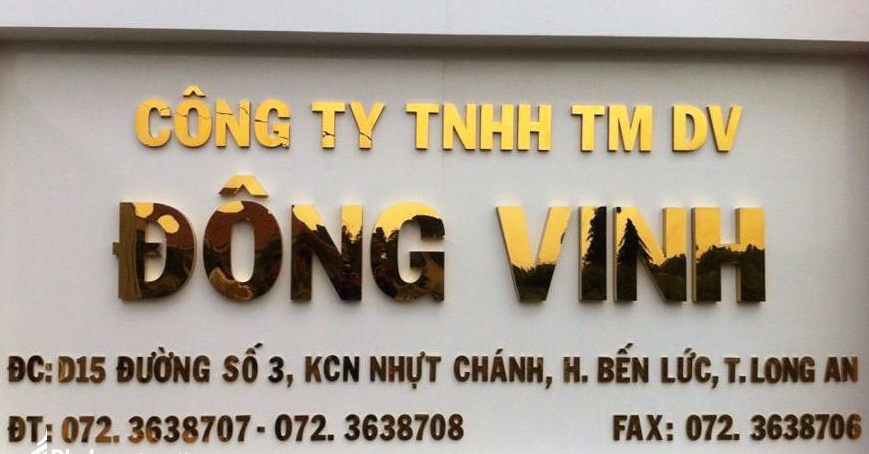 CÔNG TY TNHH TM DV
ĐÔNG VINH
ĐC: D15 ĐƯỜNG SỐ 3, KCN NHỰT CHÁNH, H. BẾN LỨC, T. LONG AN
ĐT: 072. 3638707 - 072. 3638708 FAX: 072. 3638706